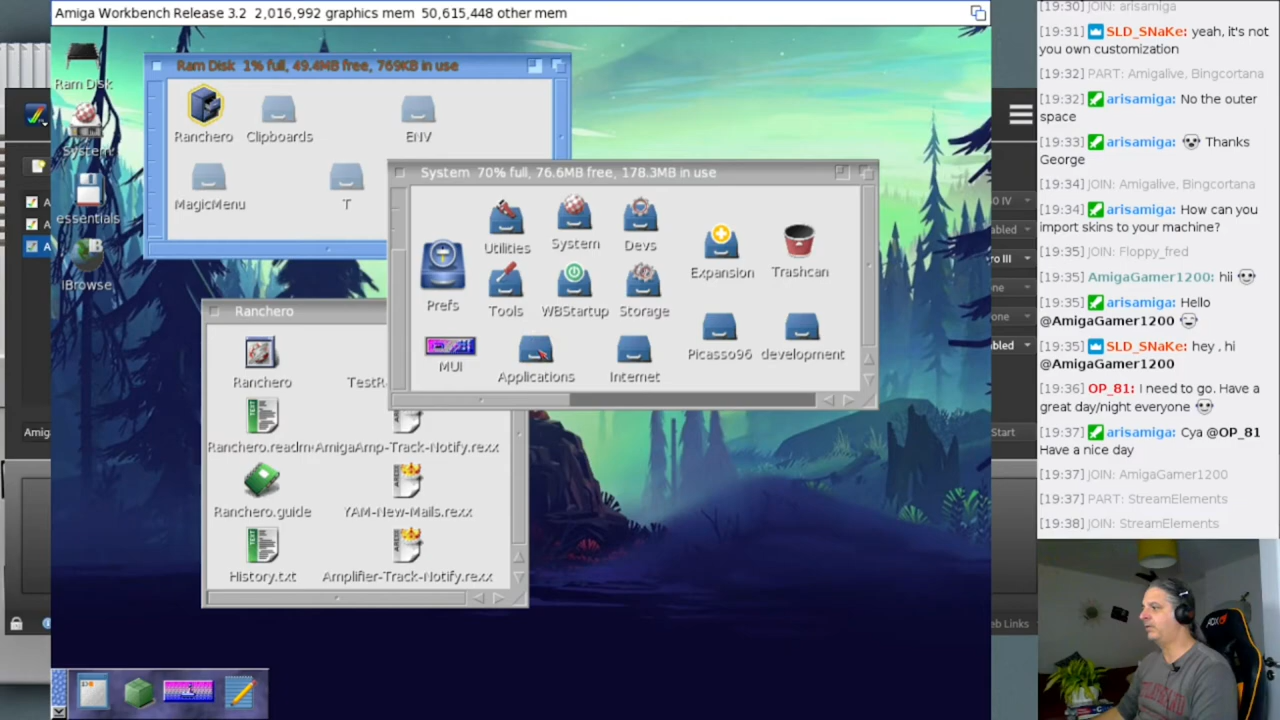 Amiga Workbench Release 3.2 2,016,992 graphics mem 50,615,448 other mem
Ram Disk
System
essentials
IBrowse
Ram Disk 1% full, 49.4MB free, 769KB in use
Ranchero
Clipboards
ENV
MagicMenu
T
System 70% full, 76.6MB free, 178.3MB in use
Utilities
System
Devs
Expansion
Trashcan
Prefs
Tools
WBStartup
Storage
MUI
Applications
Internet
Picasso96
development
Ranchero
Ranchero
TestR
Ranchero.readm
AmigaAmp-Track-Notify.rexx
Ranchero.guide
YAM-New-Mails.rexx
History.txt
Amplifier-Track-Notify.rexx
Amig
Start
eb Links
[19:30] JOIN: arisamiga
[19:31] SLD_SNaKe: yeah, it's not
you own customization
[19:32] PART: Amigalive, Bingcortana
[19:32] arisamiga: No the outer
space
[19:33] arisamiga: Thanks
George
[19:34] JOIN: Amigalive, Bingcortana
[19:34] arisamiga: How can you
import skins to your machine?
[19:35] JOIN: Floppy_fred
[19:35] AmigaGamer1200: hii
[19:35] arisamiga: Hello
@AmigaGamer1200
[19:35] SLD_SNaKe: hey , hi
@AmigaGamer1200
[19:36] OP_81: I need to go. Have a
great day/night everyone
[19:37] arisamiga: Cya @OP_81
Have a nice day
[19:37] JOIN: AmigaGamer1200
[19:37] PART: StreamElements
[19:38] JOIN: StreamElements